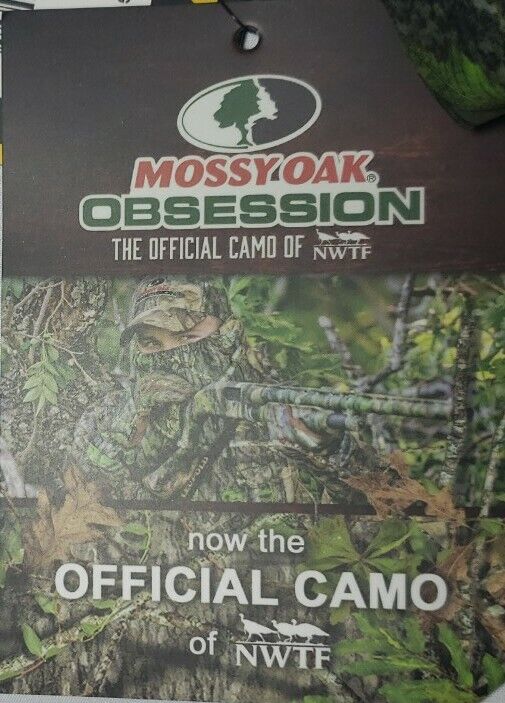 MOSSY OAK®
OBSESSION
THE OFFICIAL CAMO OF NWTF
now the
OFFICIAL CAMO
of NWTF